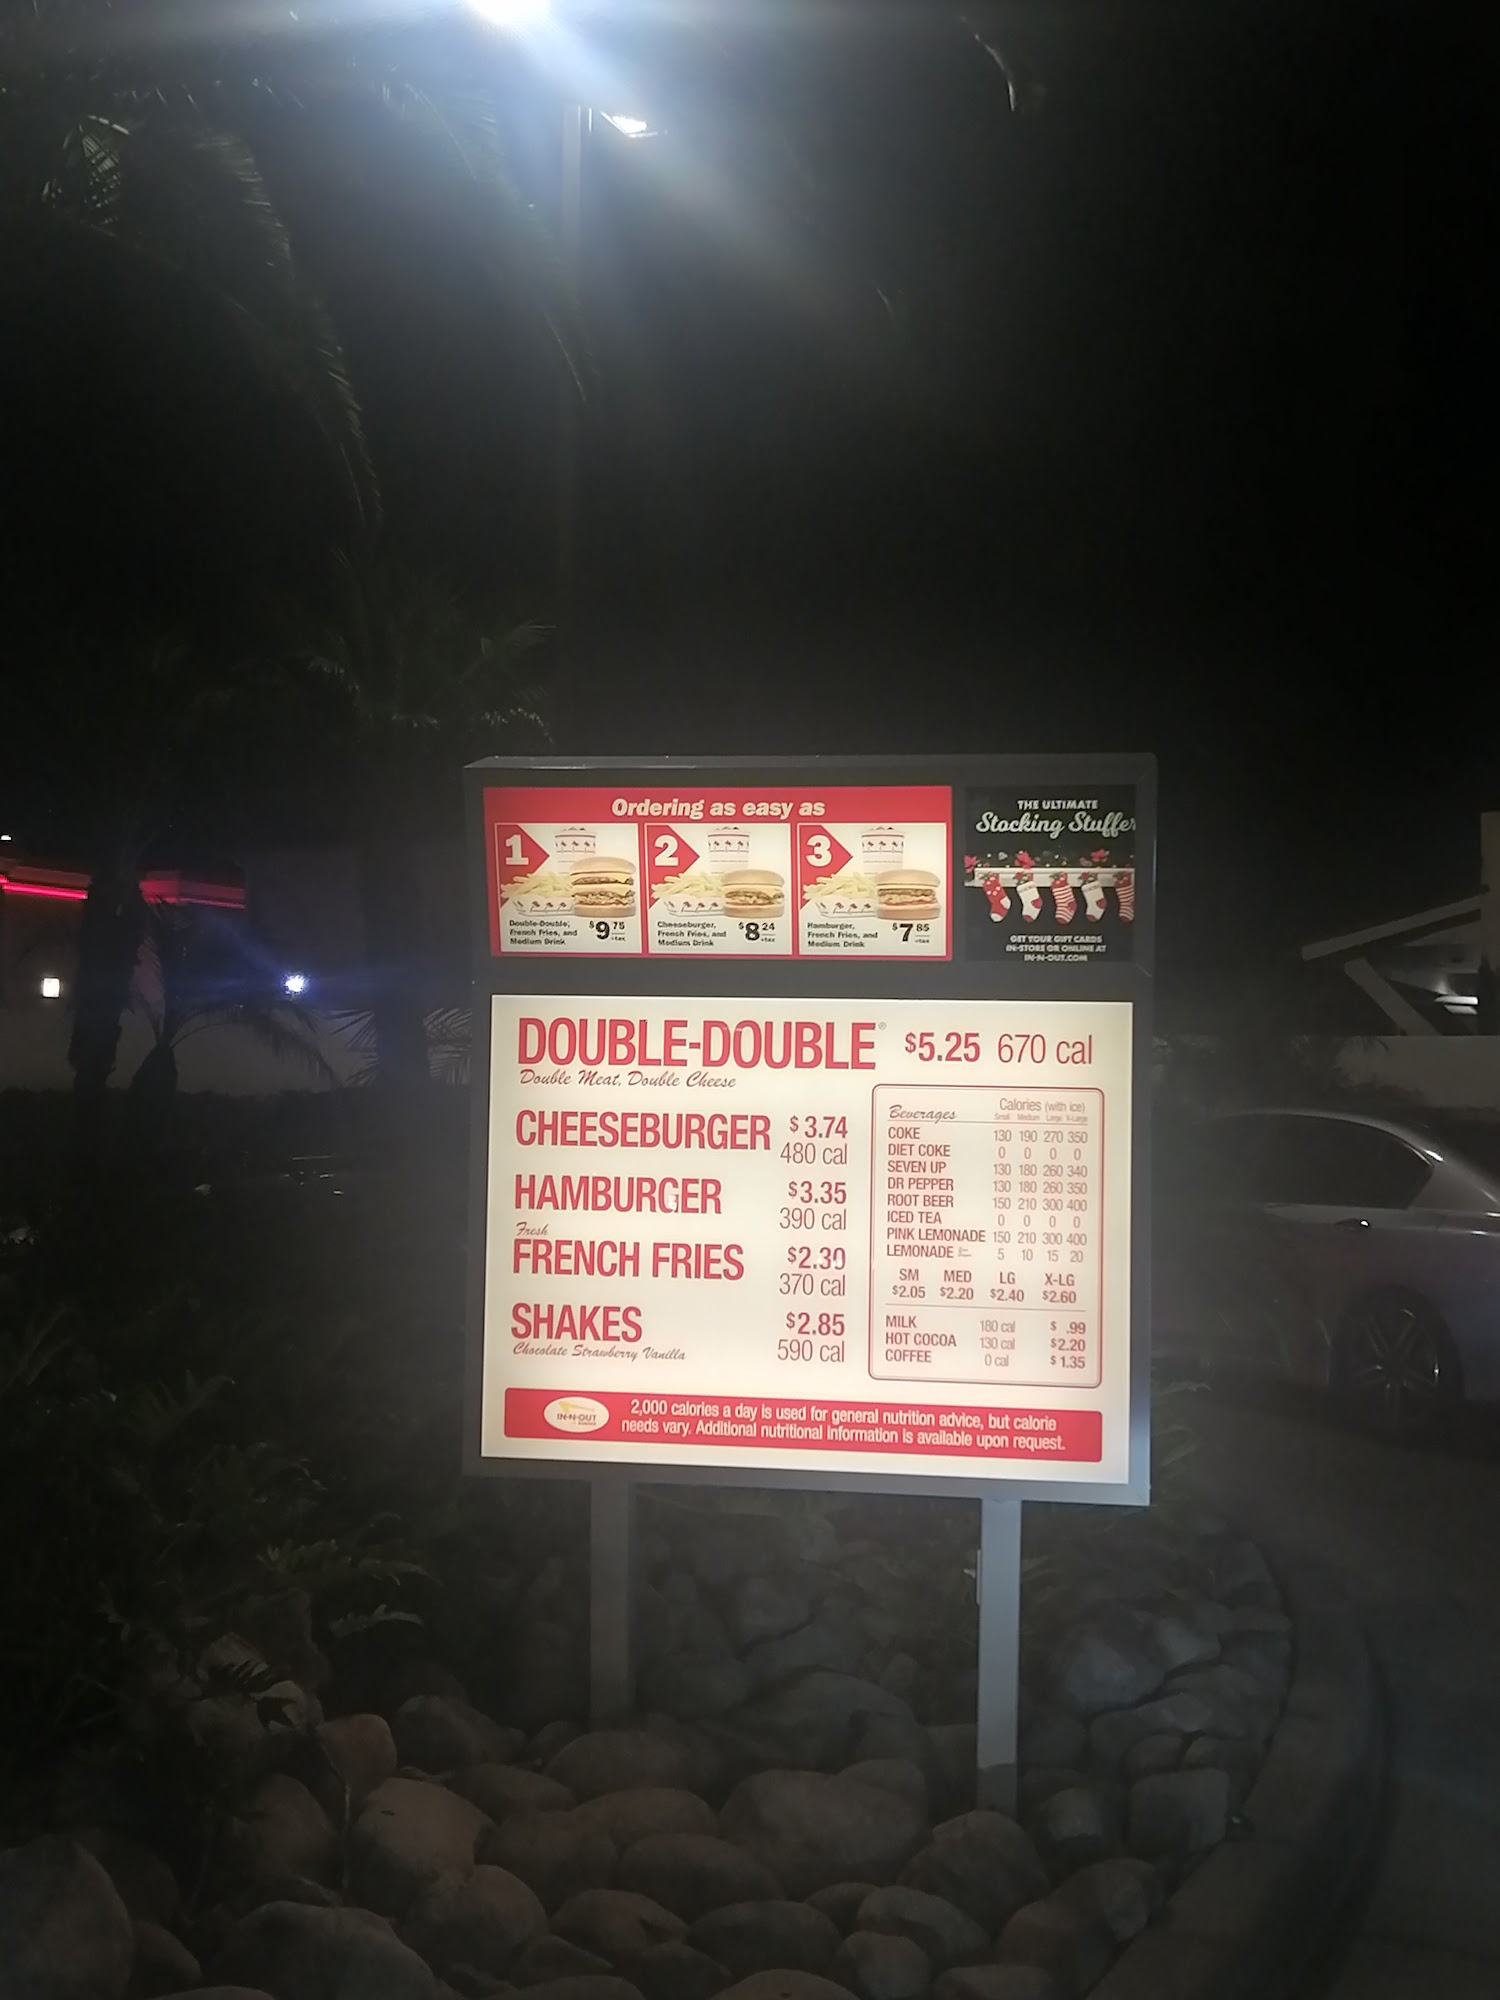 Ordering as easy as
1
2
3
Double-Double,
French Fries, and
Medium Drink
$9.75
+tax
Cheeseburger,
French Fries, and
Medium Drink
$8.24
+tax
Hamburger,
French Fries, and
Medium Drink
$7.85
+tax
THE ULTIMATE
Stocking Stuffer
GET YOUR GIFT CARDS
IN-STORE OR ONLINE AT
IN-N-OUT.COM
DOUBLE-DOUBLE® $5.25 670 cal
Double Meat, Double Cheese
CHEESEBURGER $3.74
480 cal
HAMBURGER $3.35
390 cal
Fresh
FRENCH FRIES $2.30
370 cal
SHAKES $2.85
Chocolate Strawberry Vanilla 590 cal
Beverages Calories (with ice)
Small Medium Large X-Large
COKE 130 190 270 350
DIET COKE 0 0 0 0
SEVEN UP 130 180 260 340
DR PEPPER 130 180 260 350
ROOT BEER 150 210 300 400
ICED TEA 0 0 0 0
PINK LEMONADE 150 210 300 400
LEMONADE 5 10 15 20
SM MED LG X-LG
$2.05 $2.20 $2.40 $2.60
MILK 180 cal $ .99
HOT COCOA 130 cal $2.20
COFFEE 0 cal $1.35
IN-N-OUT
2,000 calories a day is used for general nutrition advice, but calorie
needs vary. Additional nutritional information is available upon request.